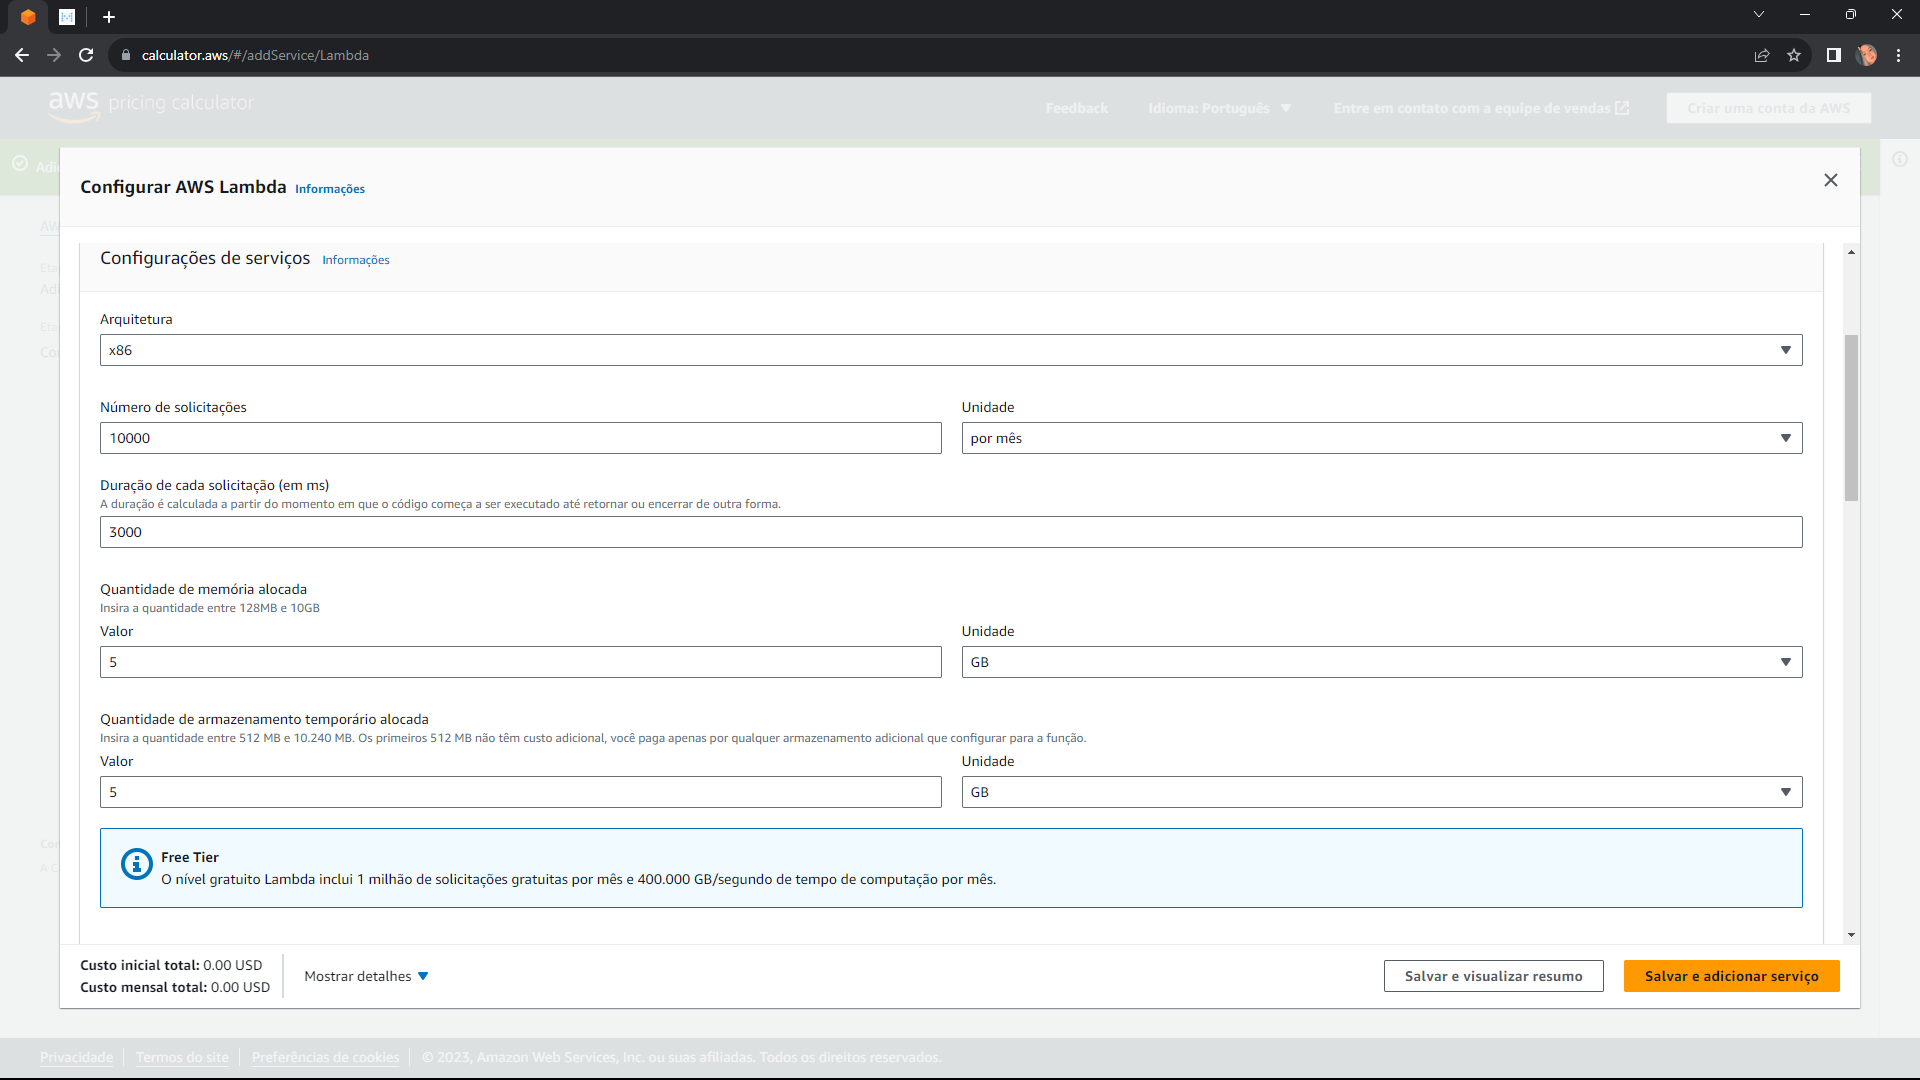 calculator.aws/#/addService/Lambda
aws pricing calculator
Feedback
Idioma: Português
Entre em contato com a equipe de vendas
Criar uma conta da AWS
Configurar AWS Lambda Informações
Configurações de serviços Informações
Arquitetura
x86
Número de solicitações
10000
Unidade
por mês
Duração de cada solicitação (em ms)
A duração é calculada a partir do momento em que o código começa a ser executado até retornar ou encerrar de outra forma.
3000
Quantidade de memória alocada
Insira a quantidade entre 128MB e 10GB
Valor
5
Unidade
GB
Quantidade de armazenamento temporário alocada
Insira a quantidade entre 512 MB e 10.240 MB. Os primeiros 512 MB não têm custo adicional, você paga apenas por qualquer armazenamento adicional que configurar para a função.
Valor
5
Unidade
GB
Free Tier
O nível gratuito Lambda inclui 1 milhão de solicitações gratuitas por mês e 400.000 GB/segundo de tempo de computação por mês.
Custo inicial total: 0.00 USD
Custo mensal total: 0.00 USD
Mostrar detalhes
Salvar e visualizar resumo
Salvar e adicionar serviço
Privacidade
Termos do site
Preferências de cookies
© 2023, Amazon Web Services, Inc. ou suas afiliadas. Todos os direitos reservados.